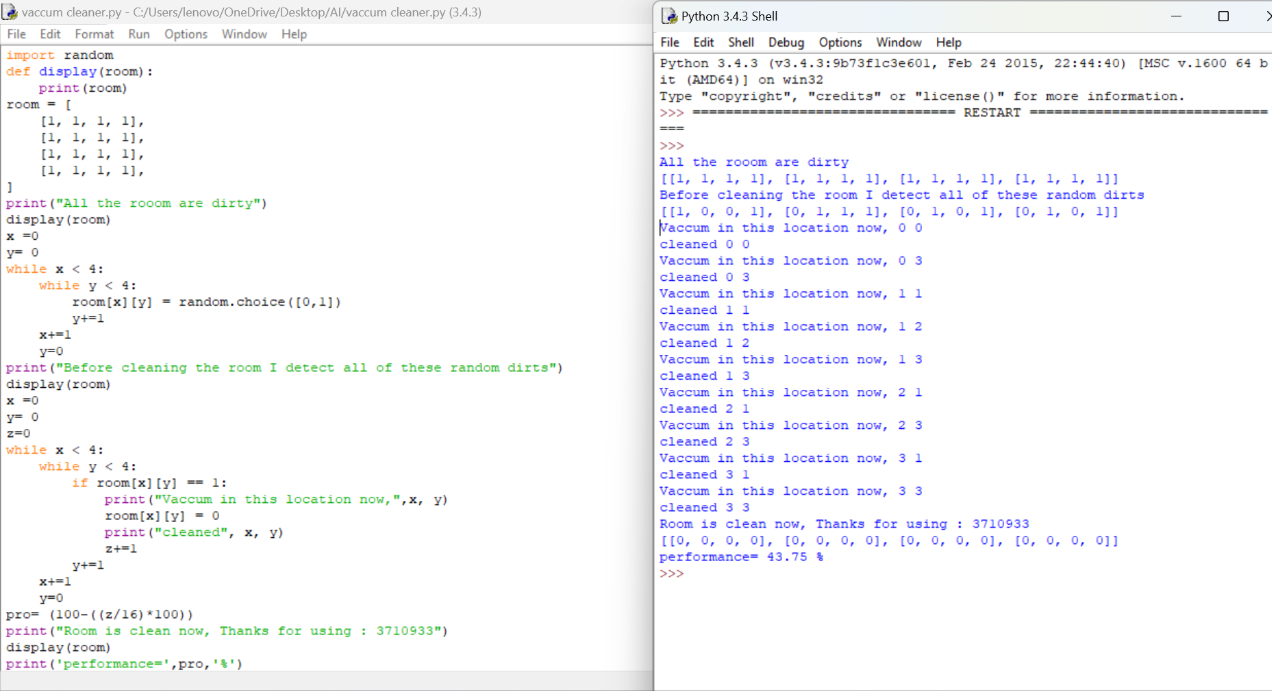 vaccum cleaner.py - C:/Users/lenovo/OneDrive/Desktop/AI/vaccum cleaner.py (3.4.3)
File Edit Format Run Options Window Help
import random
def display(room):
    print(room)
room = [
    [1, 1, 1, 1],
    [1, 1, 1, 1],
    [1, 1, 1, 1],
    [1, 1, 1, 1],
]
print("All the rooom are dirty")
display(room)
x =0
y= 0
while x < 4:
    while y < 4:
        room[x][y] = random.choice([0,1])
        y+=1
    x+=1
    y=0
print("Before cleaning the room I detect all of these random dirts")
display(room)
x =0
y= 0
z=0
while x < 4:
    while y < 4:
        if room[x][y] == 1:
            print("Vaccum in this location now,",x, y)
            room[x][y] = 0
            print("cleaned", x, y)
            z+=1
        y+=1
    x+=1
    y=0
pro= (100-((z/16)*100))
print("Room is clean now, Thanks for using : 3710933")
display(room)
print('performance=',pro,'%')
Python 3.4.3 Shell
File Edit Shell Debug Options Window Help
Python 3.4.3 (v3.4.3:9b73f1c3e601, Feb 24 2015, 22:44:40) [MSC v.1600 64 b
it (AMD64)] on win32
Type "copyright", "credits" or "license()" for more information.
>>> ================================ RESTART =============================
===
>>>
All the rooom are dirty
[[1, 1, 1, 1], [1, 1, 1, 1], [1, 1, 1, 1], [1, 1, 1, 1]]
Before cleaning the room I detect all of these random dirts
[[1, 0, 0, 1], [0, 1, 1, 1], [0, 1, 0, 1], [0, 1, 0, 1]]
Vaccum in this location now, 0 0
cleaned 0 0
Vaccum in this location now, 0 3
cleaned 0 3
Vaccum in this location now, 1 1
cleaned 1 1
Vaccum in this location now, 1 2
cleaned 1 2
Vaccum in this location now, 1 3
cleaned 1 3
Vaccum in this location now, 2 1
cleaned 2 1
Vaccum in this location now, 2 3
cleaned 2 3
Vaccum in this location now, 3 1
cleaned 3 1
Vaccum in this location now, 3 3
cleaned 3 3
Room is clean now, Thanks for using : 3710933
[[0, 0, 0, 0], [0, 0, 0, 0], [0, 0, 0, 0], [0, 0, 0, 0]]
performance= 43.75 %
>>>